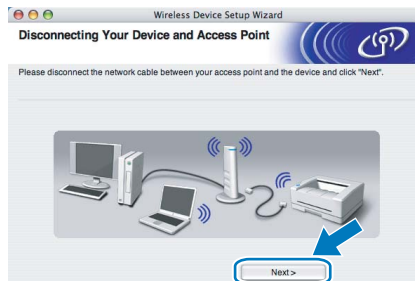 Wireless Device Setup Wizard
Disconnecting Your Device and Access Point
Please disconnect the network cable between your access point and the device and click "Next".
Next >